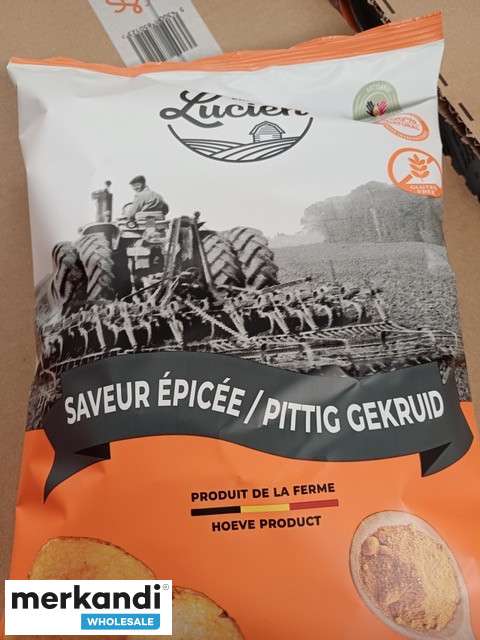 Lucien
GLUTEN
FREE
SAVEUR ÉPICÉE / PITTIG GEKRUID
PRODUIT DE LA FERME
HOEVE PRODUCT
merkandi
WHOLESALE